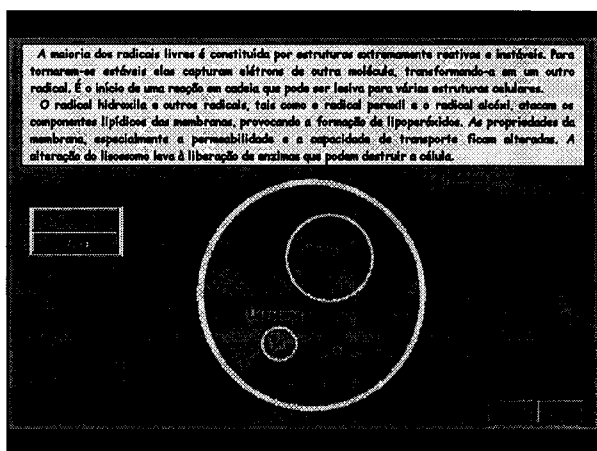 A maioria dos radicais livres é constituída por estruturas extremamente reativas e instáveis. Para
tornarem-se estáveis elas capturam elétrons de outra molécula, transformando-a em um outro
radical. É o início de uma reação em cadeia que pode ser lesiva para várias estruturas celulares.
O radical hidroxila e outros radicais, tais como o radical peroxil e o radical alcóxi, atacam os
componentes lipídicos das membranas, provocando a formação de lipoperóxidos. As propriedades da
membrana, especialmente a permeabilidade e a capacidade de transporte ficam alteradas. A
alteração do lisossomo leva à liberação de enzimas que podem destruir a célula.